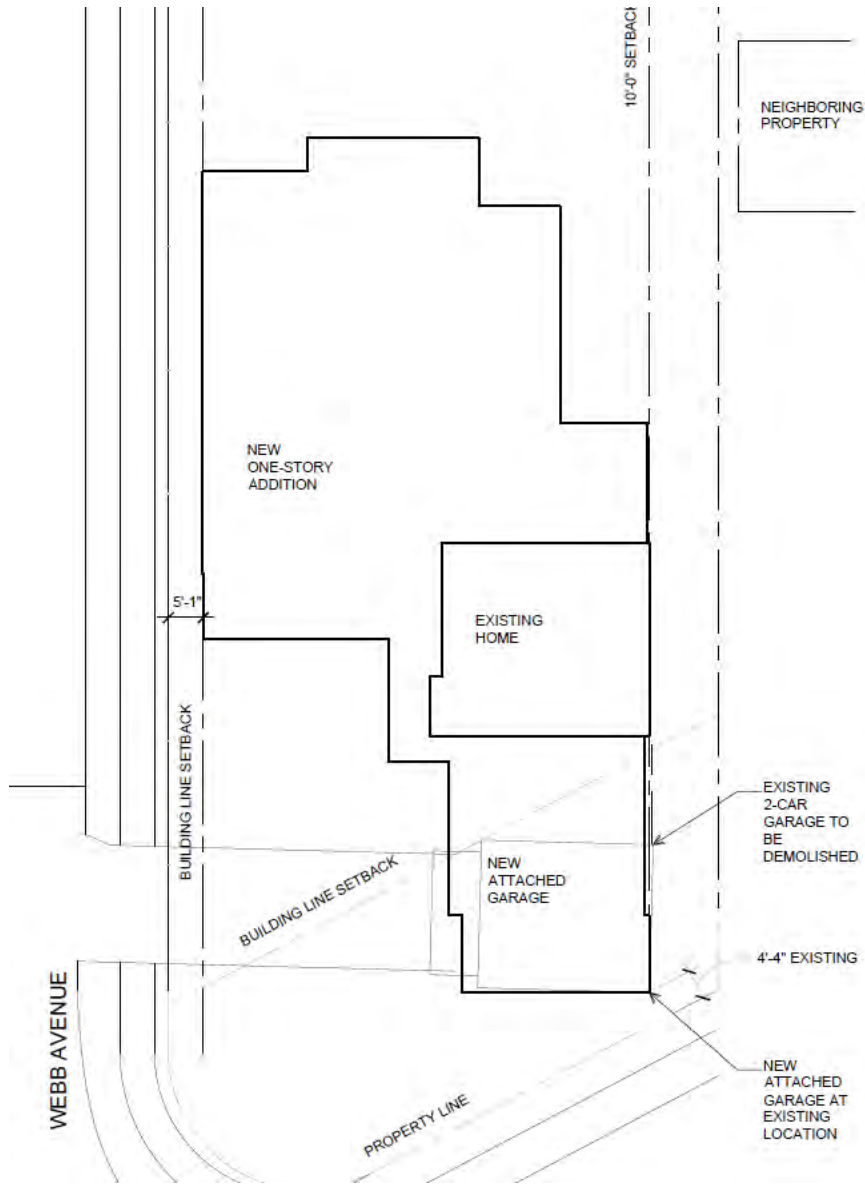 10'-0" SETBACK
NEIGHBORING
PROPERTY
NEW
ONE-STORY
ADDITION
5'-1"
EXISTING
HOME
BUILDING LINE SETBACK
EXISTING
2-CAR
GARAGE TO
BE
DEMOLISHED
BUILDING LINE SETBACK
NEW
ATTACHED
GARAGE
4'-4" EXISTING
WEBB AVENUE
PROPERTY LINE
NEW
ATTACHED
GARAGE AT
EXISTING
LOCATION